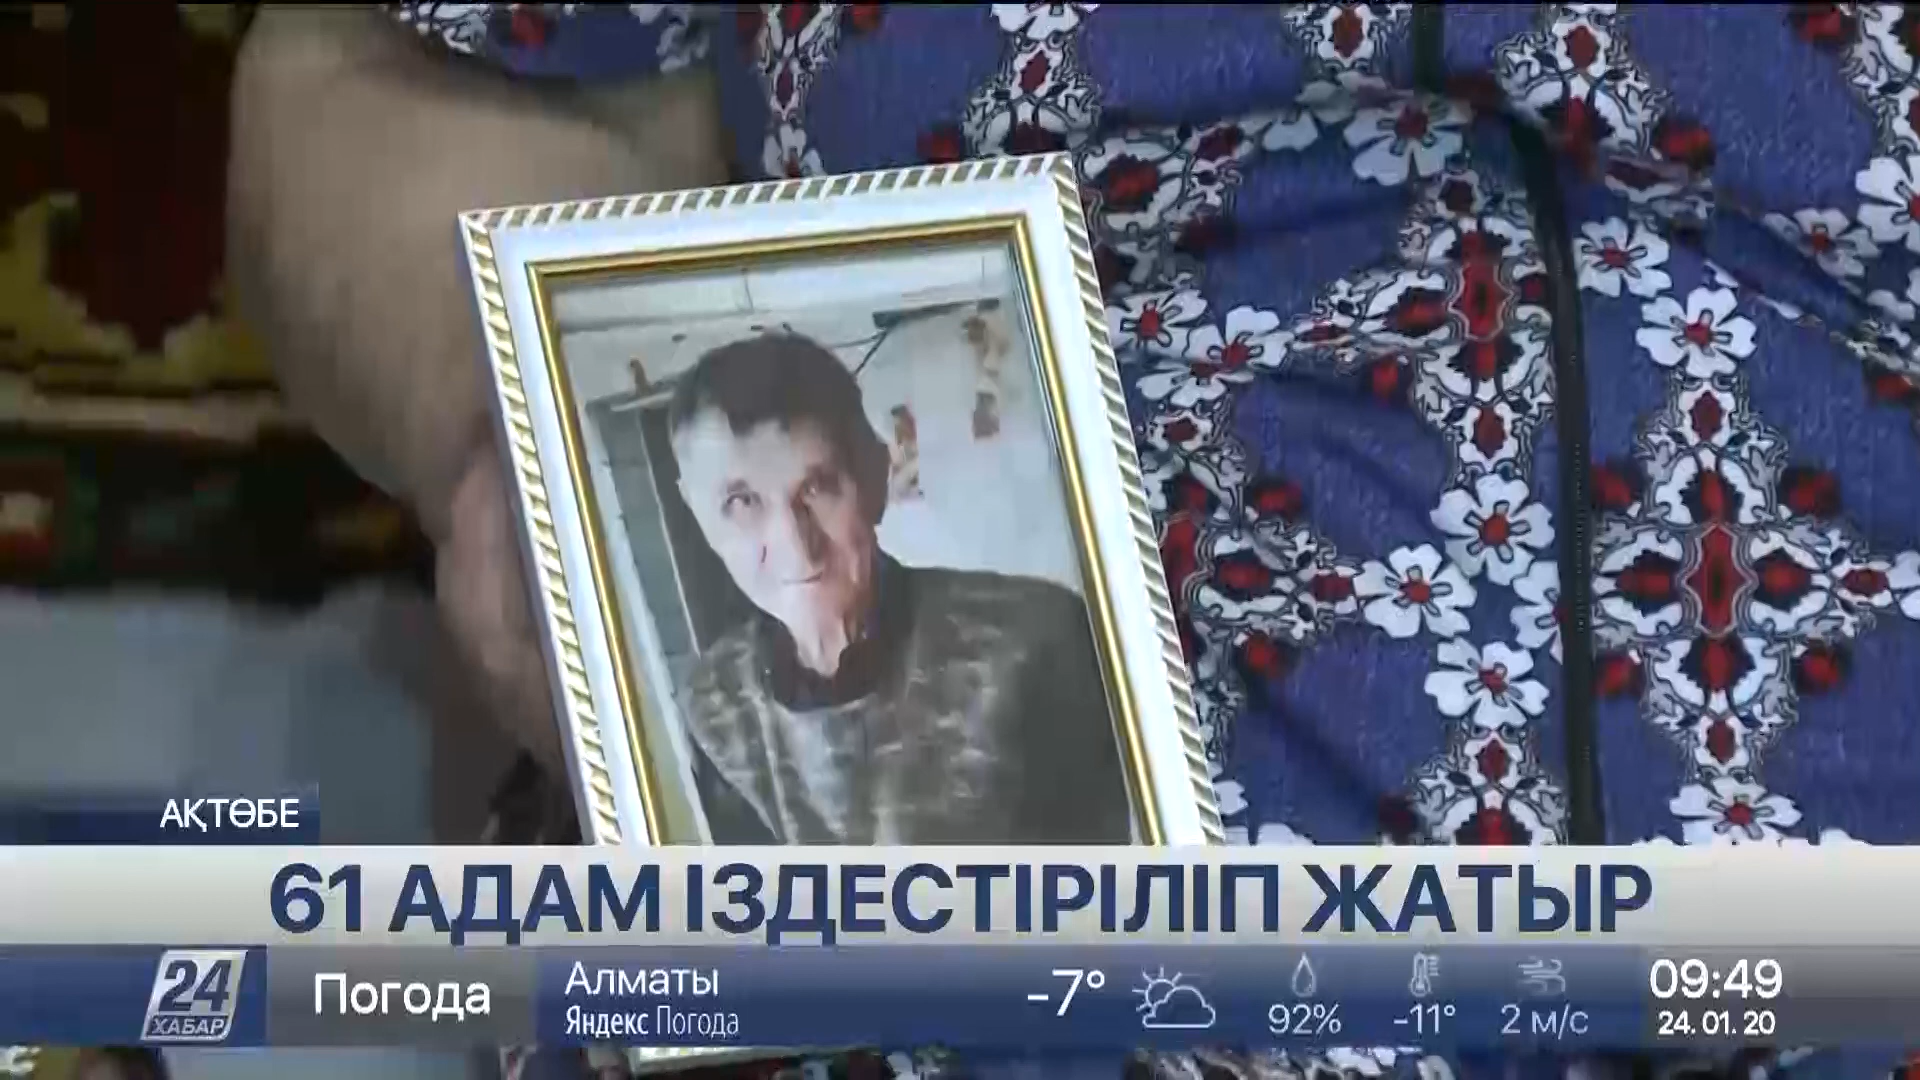 АҚТӨБЕ
61 АДАМ ІЗДЕСТІРІЛІП ЖАТЫР
24
ХАБАР
Погода
Алматы
Яндекс Погода
-7°
92%
-11°
2 м/с
09:49
24. 01. 20